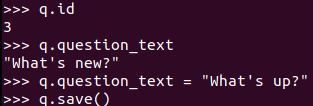 >>> q.id
3
>>> q.question_text
"What's new?"
>>> q.question_text = "What's up?"
>>> q.save()